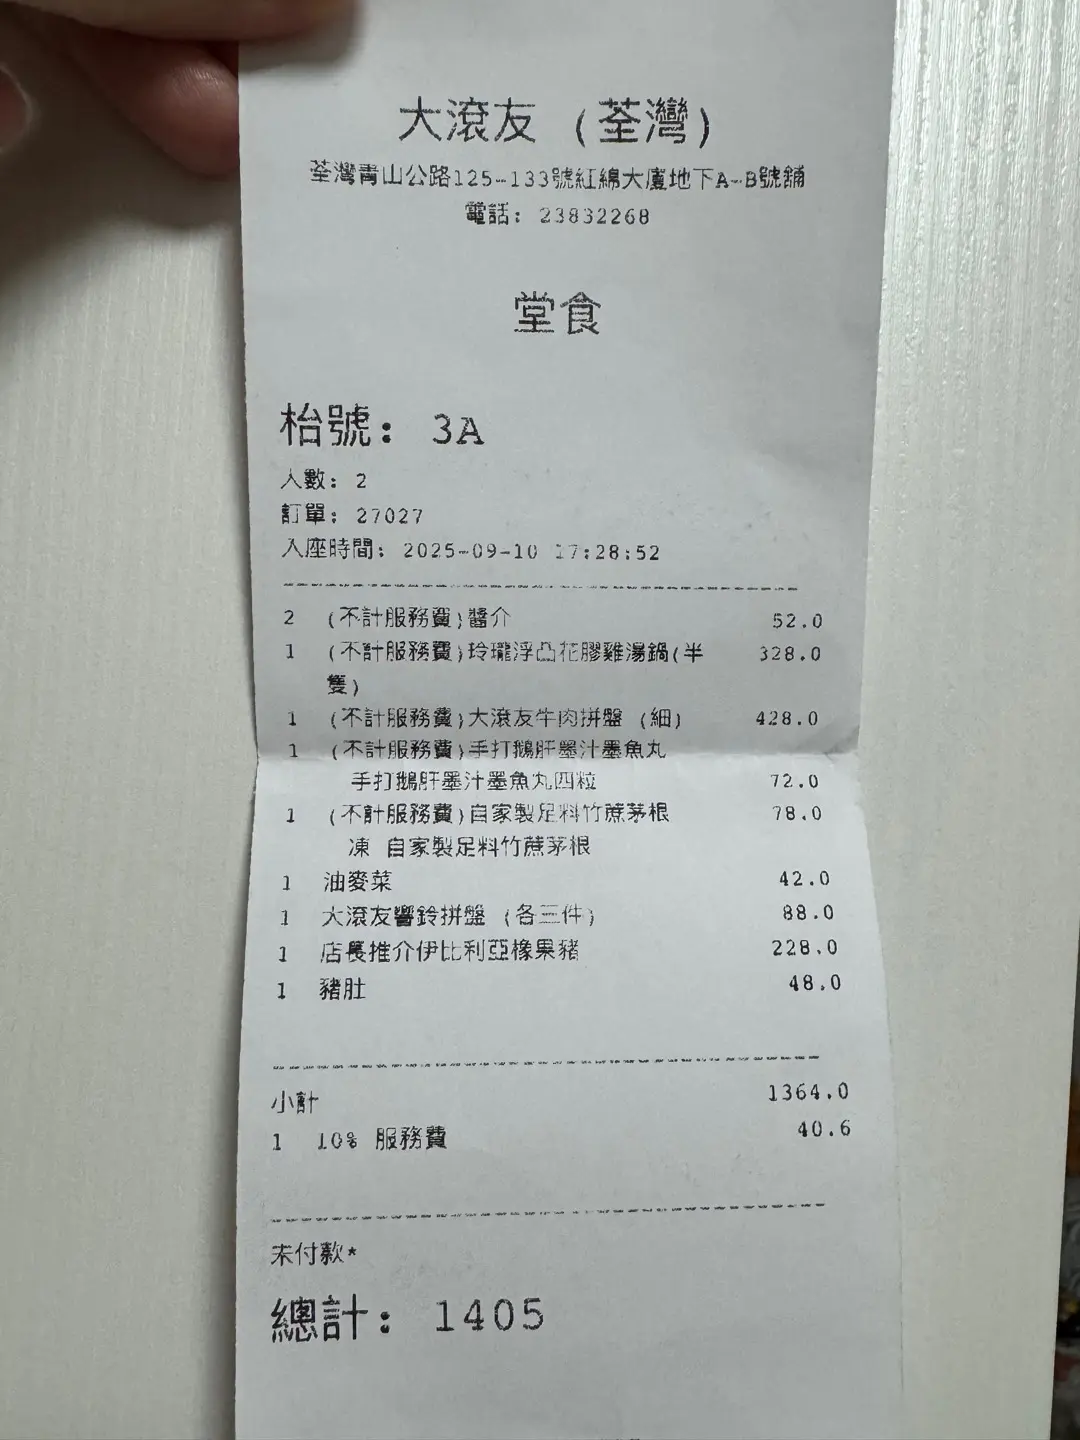 大滾友 (荃灣)
荃灣青山公路125-133號紅綿大廈地下A-B號舖
電話: 23832268
堂食
枱號: 3A
人數: 2
訂單: 27027
入座時間: 2025-09-10 17:28:52
2 (不計服務費)醬介 52.0
1 (不計服務費)玲瓏浮凸花膠雞湯鍋(半 328.0
隻)
1 (不計服務費)大滾友牛肉拼盤 (細) 428.0
1 (不計服務費)手打鵝肝墨汁墨魚丸
手打鵝肝墨汁墨魚丸四粒 72.0
1 (不計服務費)自家製足料竹蔗茅根 78.0
凍 自家製足料竹蔗茅根
1 油麥菜 42.0
1 大滾友響鈴拼盤 (各三件) 88.0
1 店長推介伊比利亞橡果豬 228.0
1 豬肚 48.0
小計 1364.0
1 10% 服務費 40.6
未付款*
總計: 1405